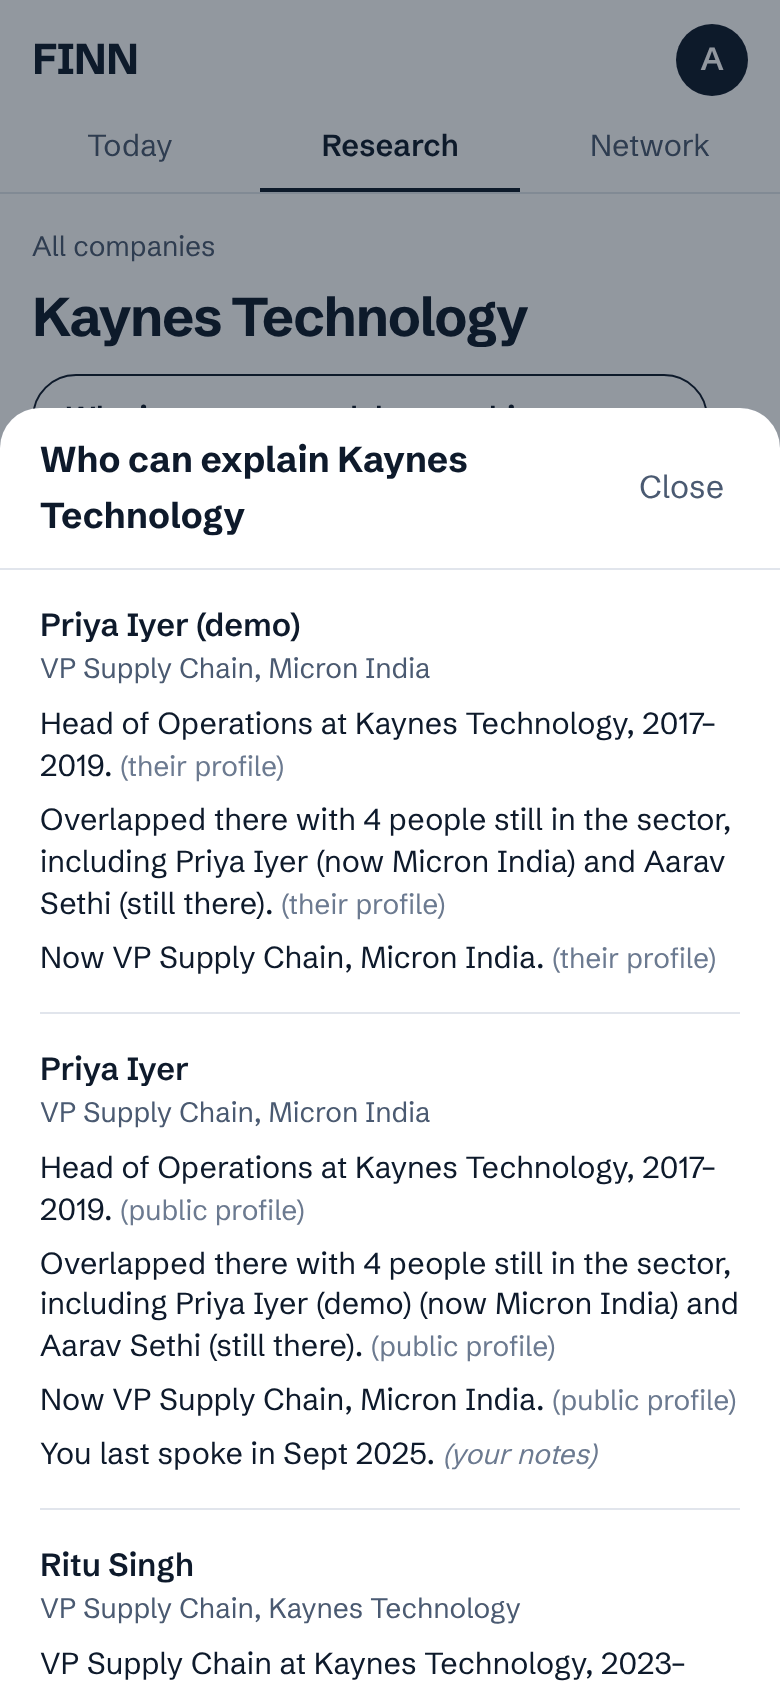 FINN
A
Today
Research
Network
All companies
Kaynes Technology
Who can explain Kaynes
Technology
Close
Priya Iyer (demo)
VP Supply Chain, Micron India
Head of Operations at Kaynes Technology, 2017–
2019. (their profile)
Overlapped there with 4 people still in the sector,
including Priya Iyer (now Micron India) and Aarav
Sethi (still there). (their profile)
Now VP Supply Chain, Micron India. (their profile)
Priya Iyer
VP Supply Chain, Micron India
Head of Operations at Kaynes Technology, 2017–
2019. (public profile)
Overlapped there with 4 people still in the sector,
including Priya Iyer (demo) (now Micron India) and
Aarav Sethi (still there). (public profile)
Now VP Supply Chain, Micron India. (public profile)
You last spoke in Sept 2025. (your notes)
Ritu Singh
VP Supply Chain, Kaynes Technology
VP Supply Chain at Kaynes Technology, 2023–